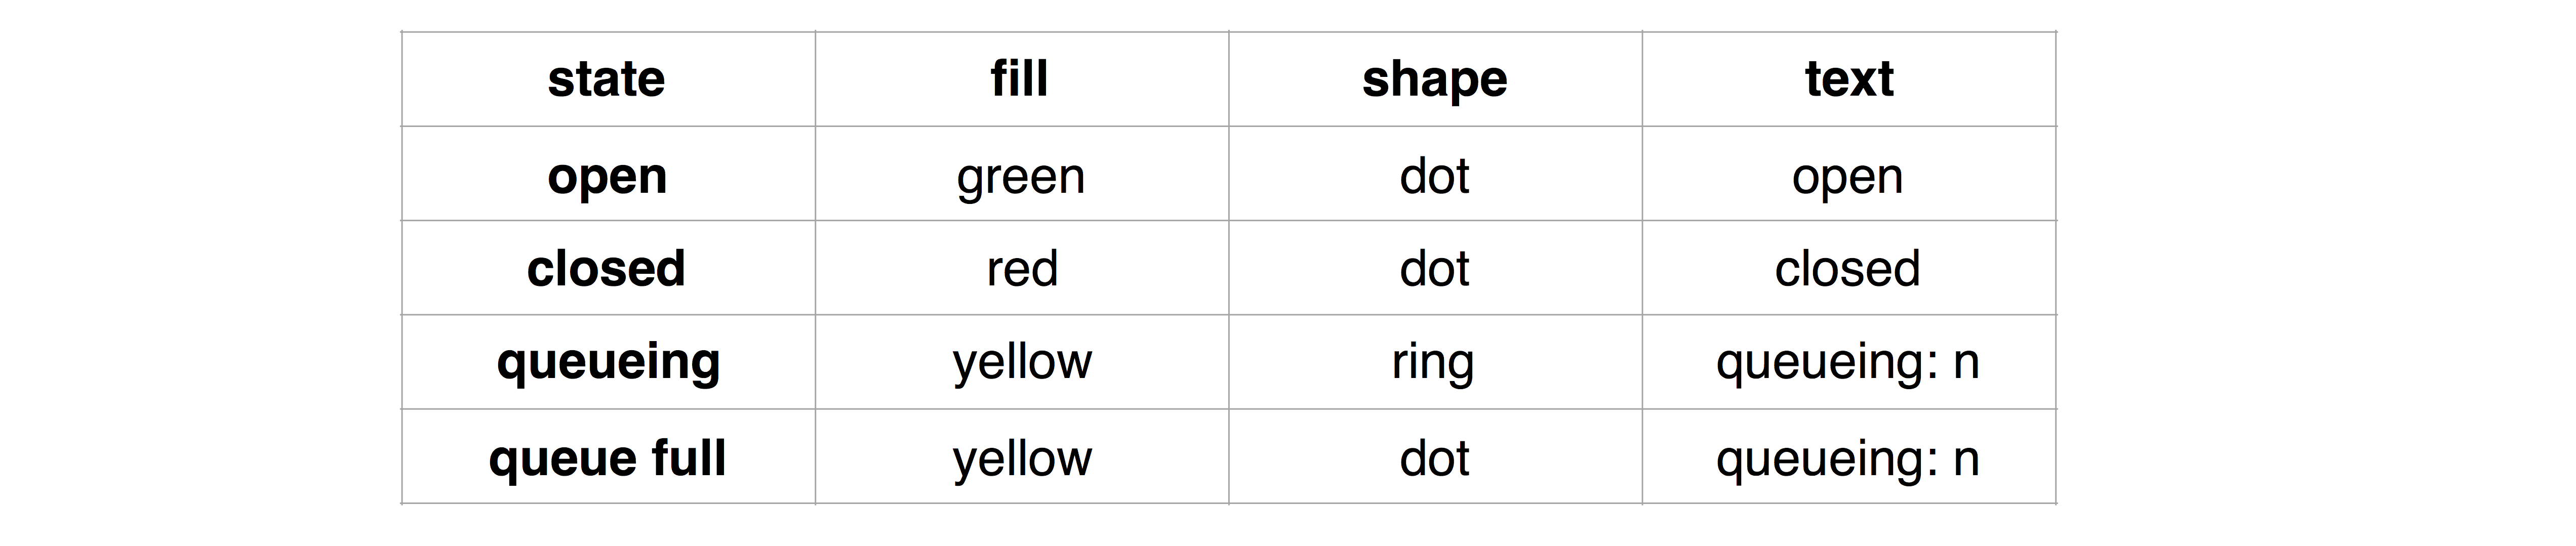 state fill shape text
open green dot open
closed red dot closed
queueing yellow ring queueing: n
queue full yellow dot queueing: n